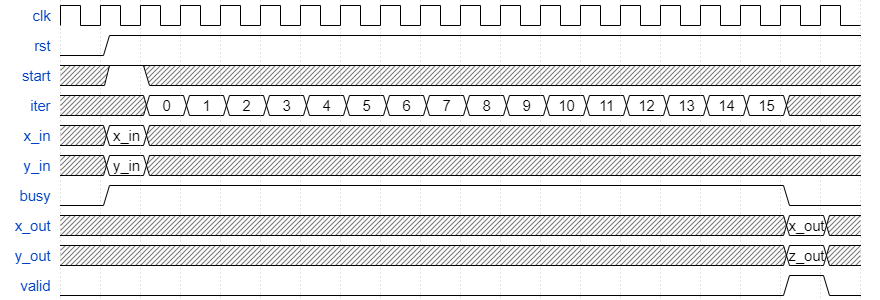 clk
rst
start
iter 0 1 2 3 4 5 6 7 8 9 10 11 12 13 14 15
x_in x_in
y_in y_in
busy
x_out x_out
y_out z_out
valid